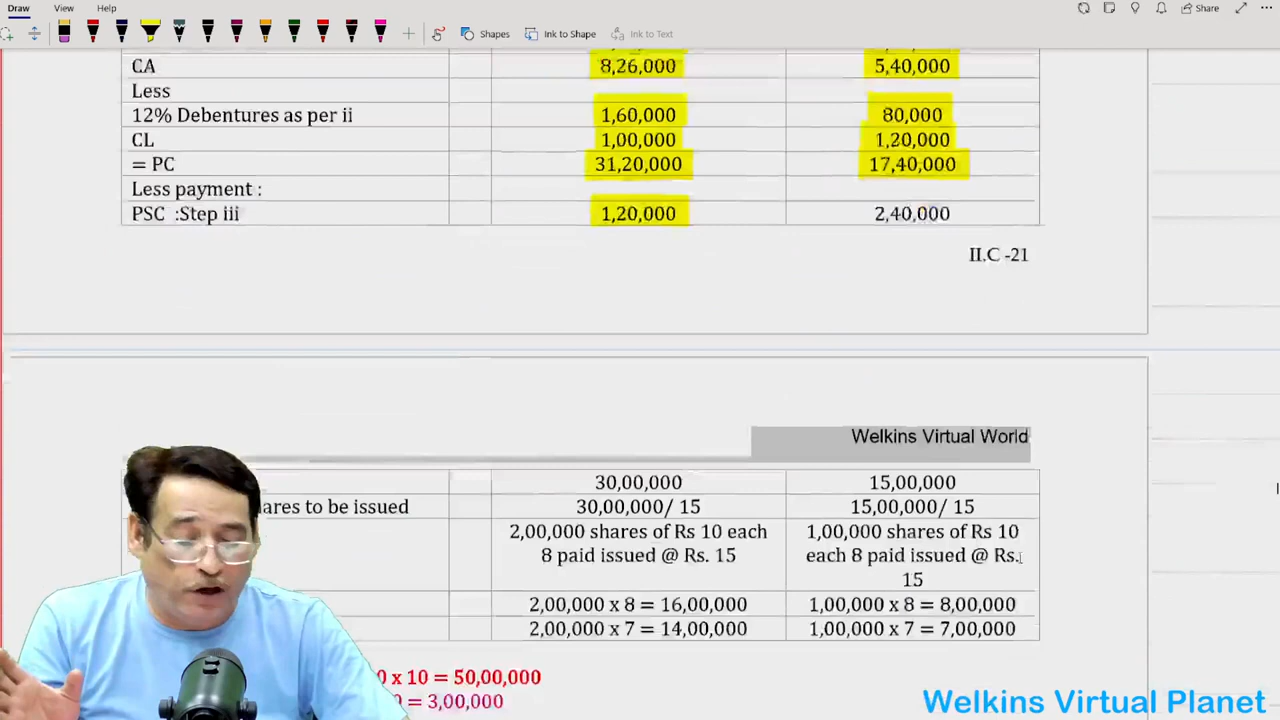 Draw View Help Share
Shapes Ink to Shape Ink to Text
CA 8,26,000 5,40,000
Less
12% Debentures as per ii 1,60,000 80,000
CL 1,00,000 1,20,000
= PC 31,20,000 17,40,000
Less payment :
PSC :Step iii 1,20,000 2,40,000
II.C -21
Welkins Virtual World
30,00,000 15,00,000
ares to be issued 30,00,000/ 15 15,00,000/ 15
2,00,000 shares of Rs 10 each 1,00,000 shares of Rs 10
8 paid issued @ Rs. 15 each 8 paid issued @ Rs.
15
2,00,000 x 8 = 16,00,000 1,00,000 x 8 = 8,00,000
2,00,000 x 7 = 14,00,000 1,00,000 x 7 = 7,00,000
0 x 10 = 50,00,000
0 = 3,00,000
Welkins Virtual Planet